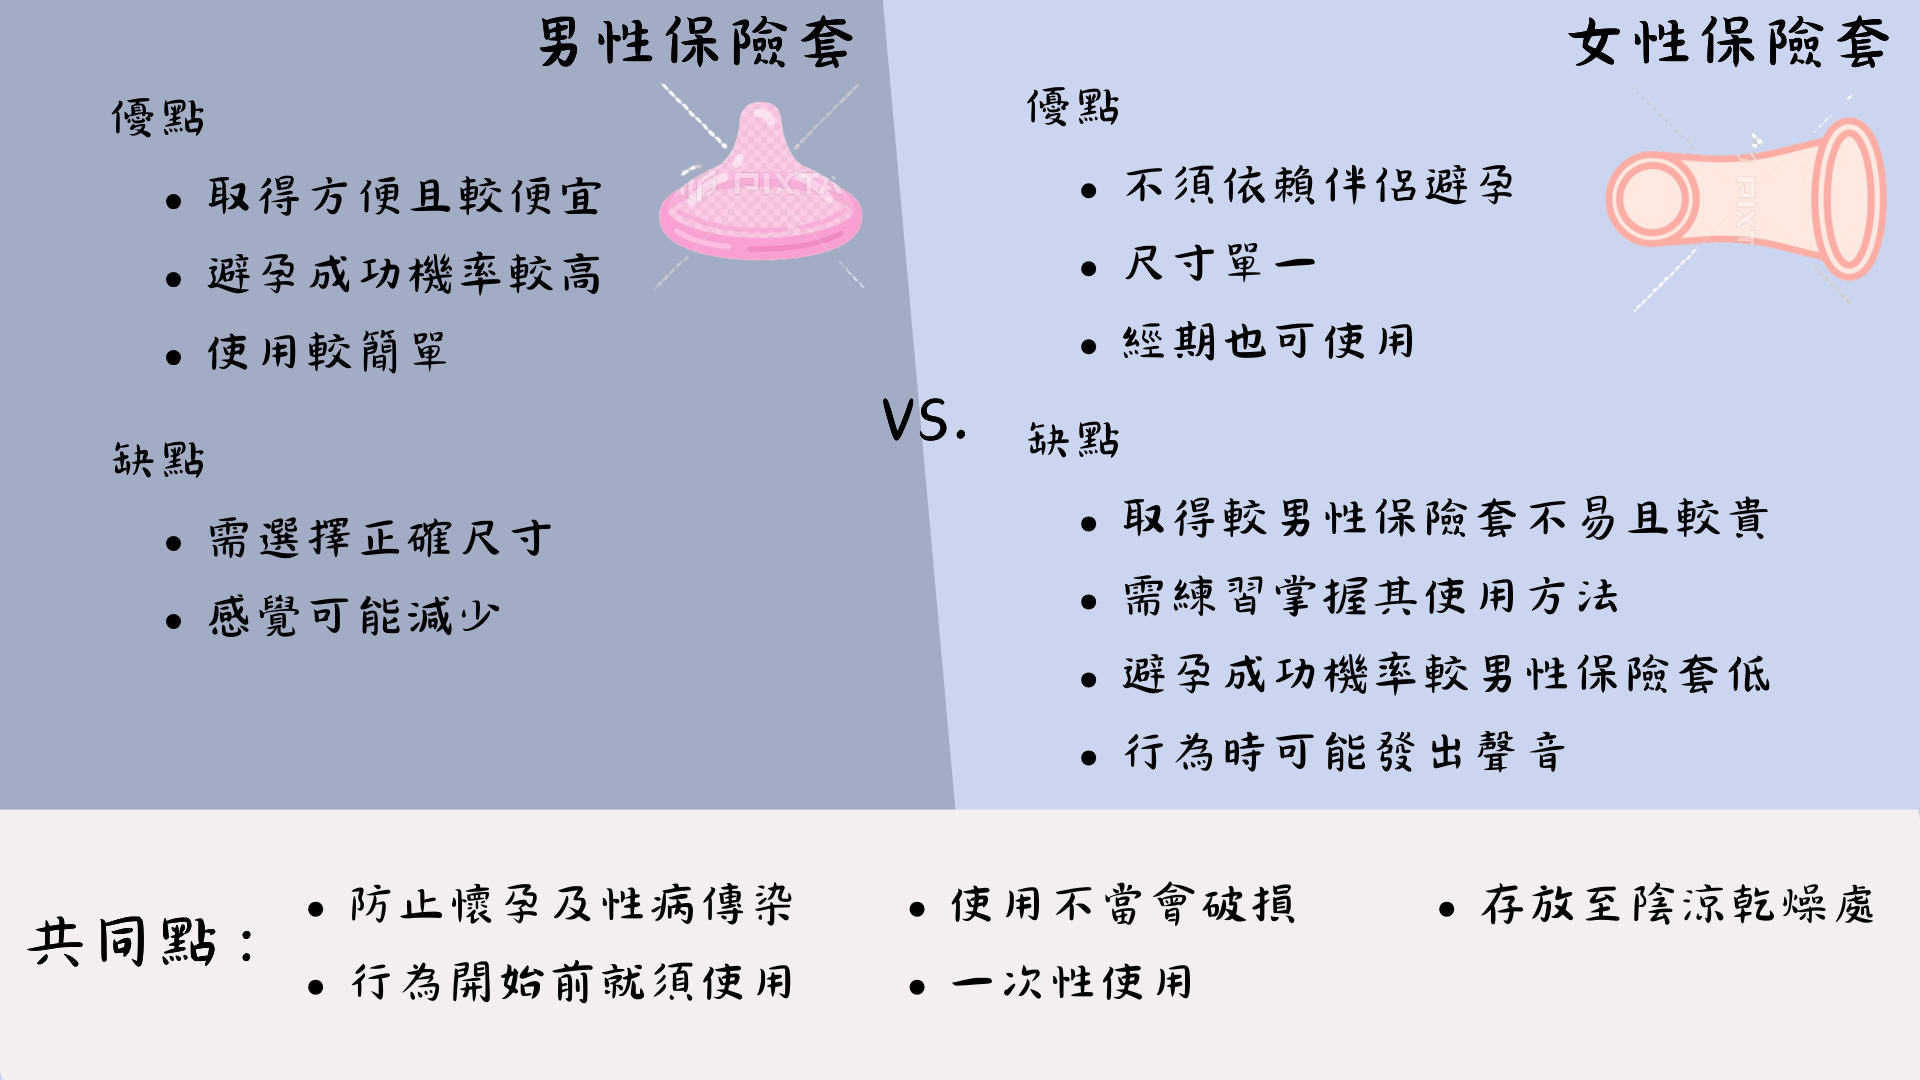 男性保險套
優點
• 取得方便且較便宜
• 避孕成功機率較高
• 使用較簡單
缺點
• 需選擇正確尺寸
• 感覺可能減少
PIXTA
VS.
女性保險套
優點
• 不須依賴伴侶避孕
• 尺寸單一
• 經期也可使用
缺點
• 取得較男性保險套不易且較貴
• 需練習掌握其使用方法
• 避孕成功機率較男性保險套低
• 行為時可能發出聲音
PIXT
共同點：
• 防止懷孕及性病傳染
• 行為開始前就須使用
• 使用不當會破損
• 一次性使用
• 存放至陰涼乾燥處